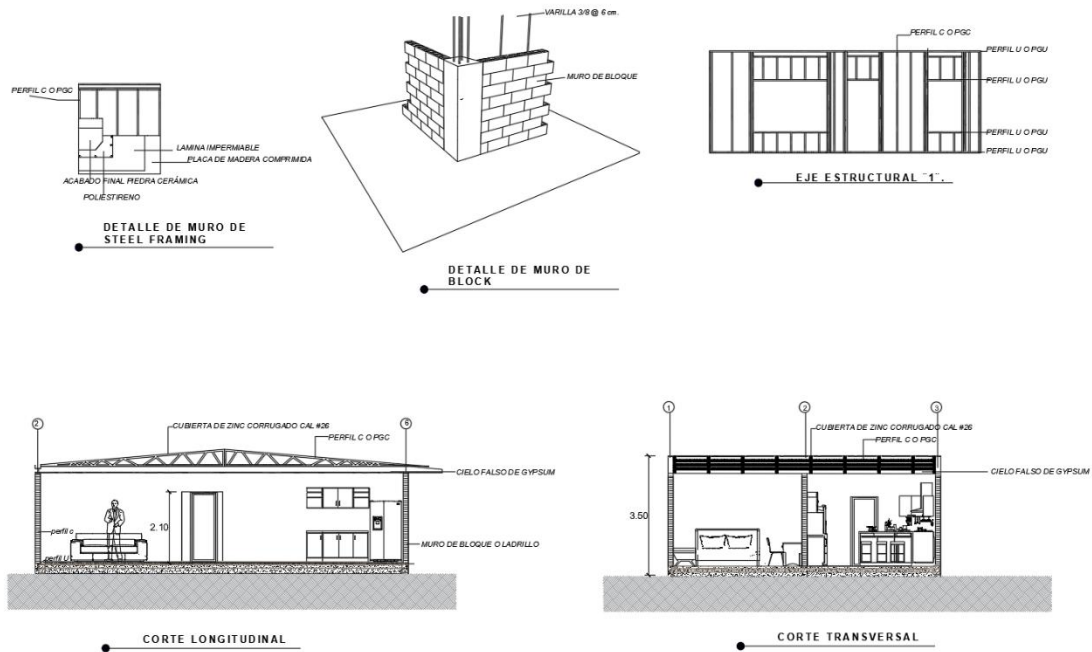 VARILLA 3/8 @ 6 cm.
MURO DE BLOQUE
DETALLE DE MURO DE
BLOCK
PERFIL C O PGC
LAMINA IMPERMIABLE
PLACA DE MADERA COMPRIMIDA
ACABADO FINAL PIEDRA CERÁMICA
POLIESTIRENO
DETALLE DE MURO DE
STEEL FRAMING
PERFIL C O PGC
PERFIL U O PGU
PERFIL U O PGU
PERFIL U O PGU
PERFIL U O PGU
EJE ESTRUCTURAL ¨1¨.
2
6
CUBIERTA DE ZINC CORRUGADO CAL #26
PERFIL C O PGC
CIELO FALSO DE GYPSUM
2.10
perfil c
perfil U
MURO DE BLOQUE O LADRILLO
CORTE LONGITUDINAL
1
2
3
CUBIERTA DE ZINC CORRUGADO CAL #26
PERFIL C O PGC
CIELO FALSO DE GYPSUM
3.50
CORTE TRANSVERSAL